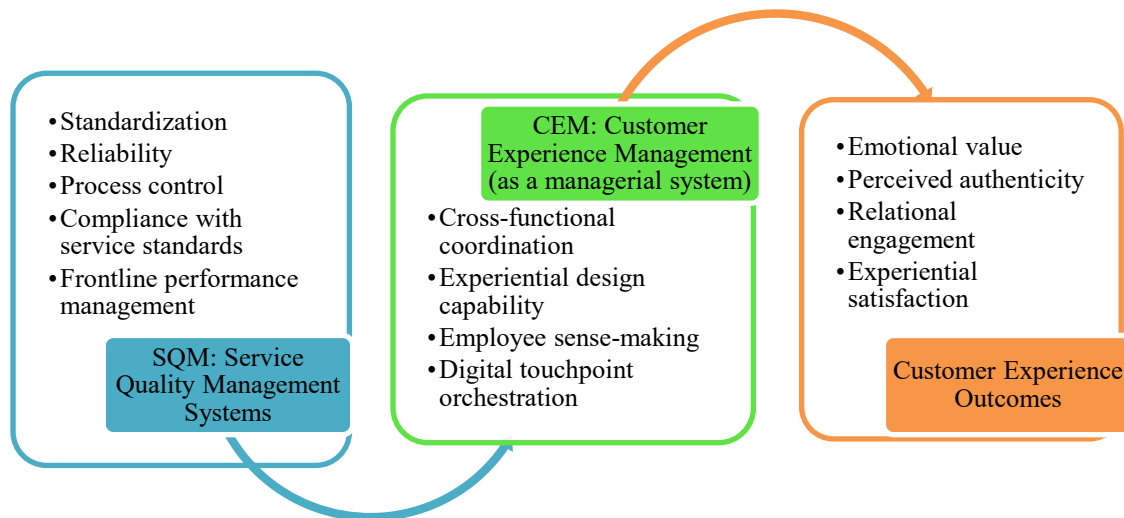 •Standardization
•Reliability
•Process control
•Compliance with
service standards
•Frontline performance
management
SQM: Service
Quality Management
Systems
CEM: Customer
Experience Management
(as a managerial system)
•Cross-functional
coordination
•Experiential design
capability
•Employee sense-making
•Digital touchpoint
orchestration
•Emotional value
•Perceived authenticity
•Relational
engagement
•Experiential
satisfaction
Customer Experience
Outcomes